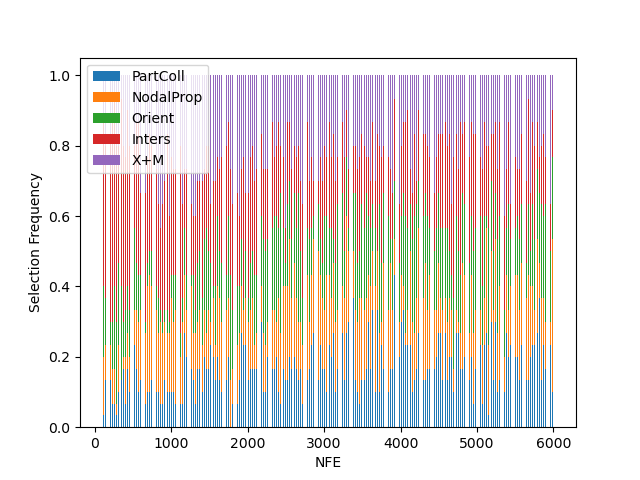 1.0
0.8
0.6
0.4
0.2
0.0
Selection Frequency
PartColl
NodalProp
Orient
Inters
X+M
0
1000
2000
3000
4000
5000
6000
NFE